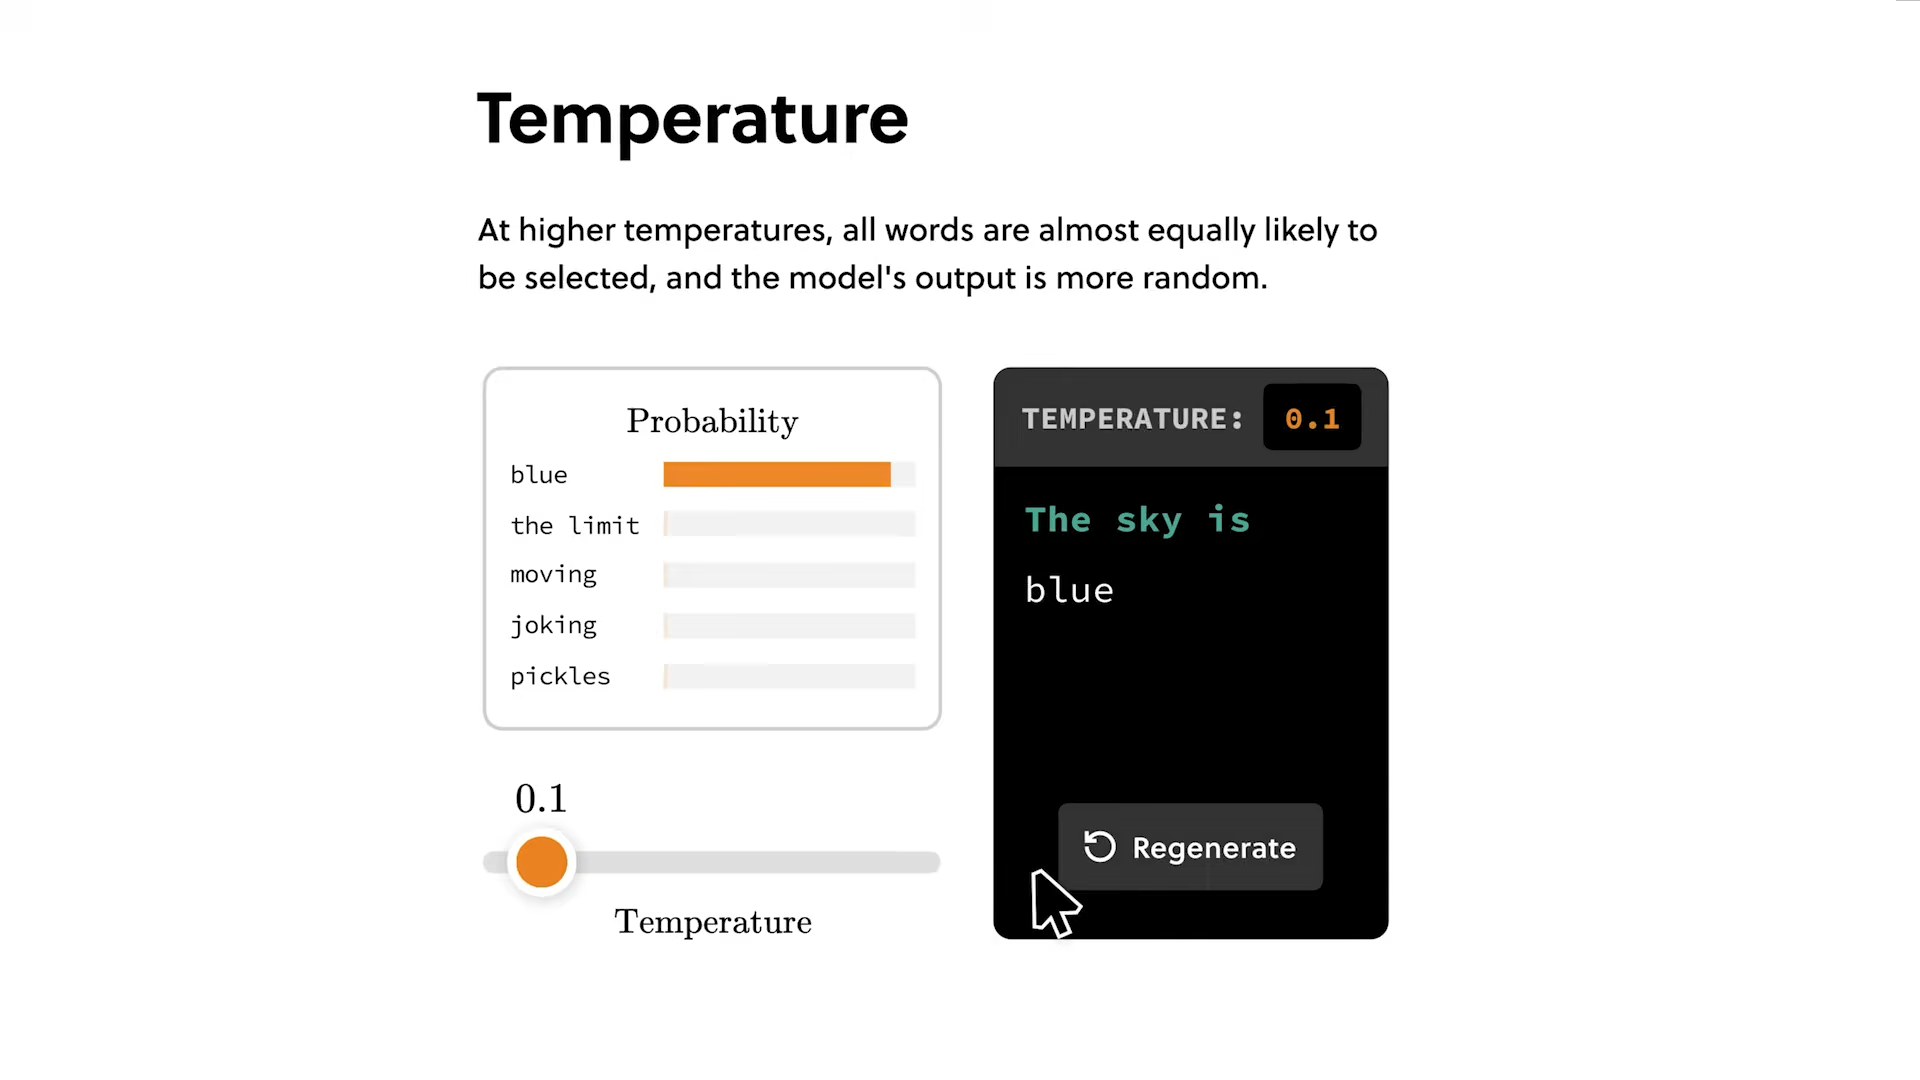 Temperature
At higher temperatures, all words are almost equally likely to
be selected, and the model's output is more random.
Probability
blue
the limit
moving
joking
pickles
0.1
Temperature
TEMPERATURE: 0.1
The sky is
blue
Regenerate